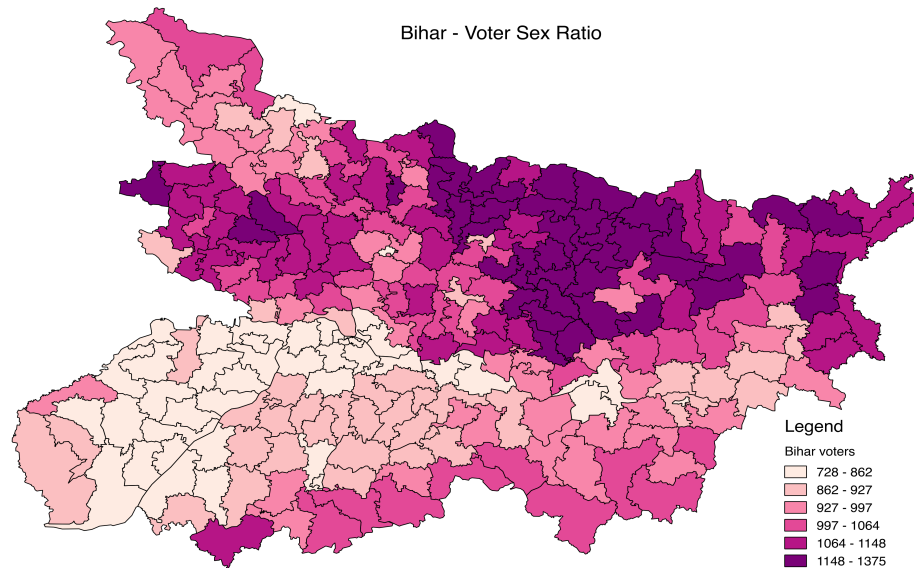 Bihar - Voter Sex Ratio
Legend
Bihar voters
728 - 862
862 - 927
927 - 997
997 - 1064
1064 - 1148
1148 - 1375